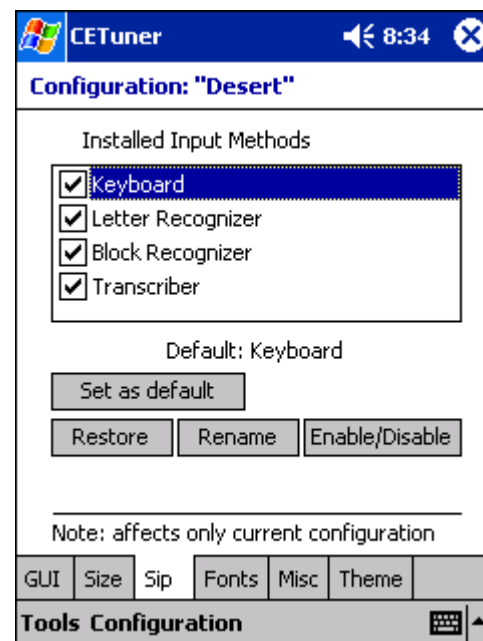 CETuner 8:34
Configuration: "Desert"
Installed Input Methods
Keyboard
Letter Recognizer
Block Recognizer
Transcriber
Default: Keyboard
Set as default
Restore Rename Enable/Disable
Note: affects only current configuration
GUI Size Sip Fonts Misc Theme
Tools Configuration